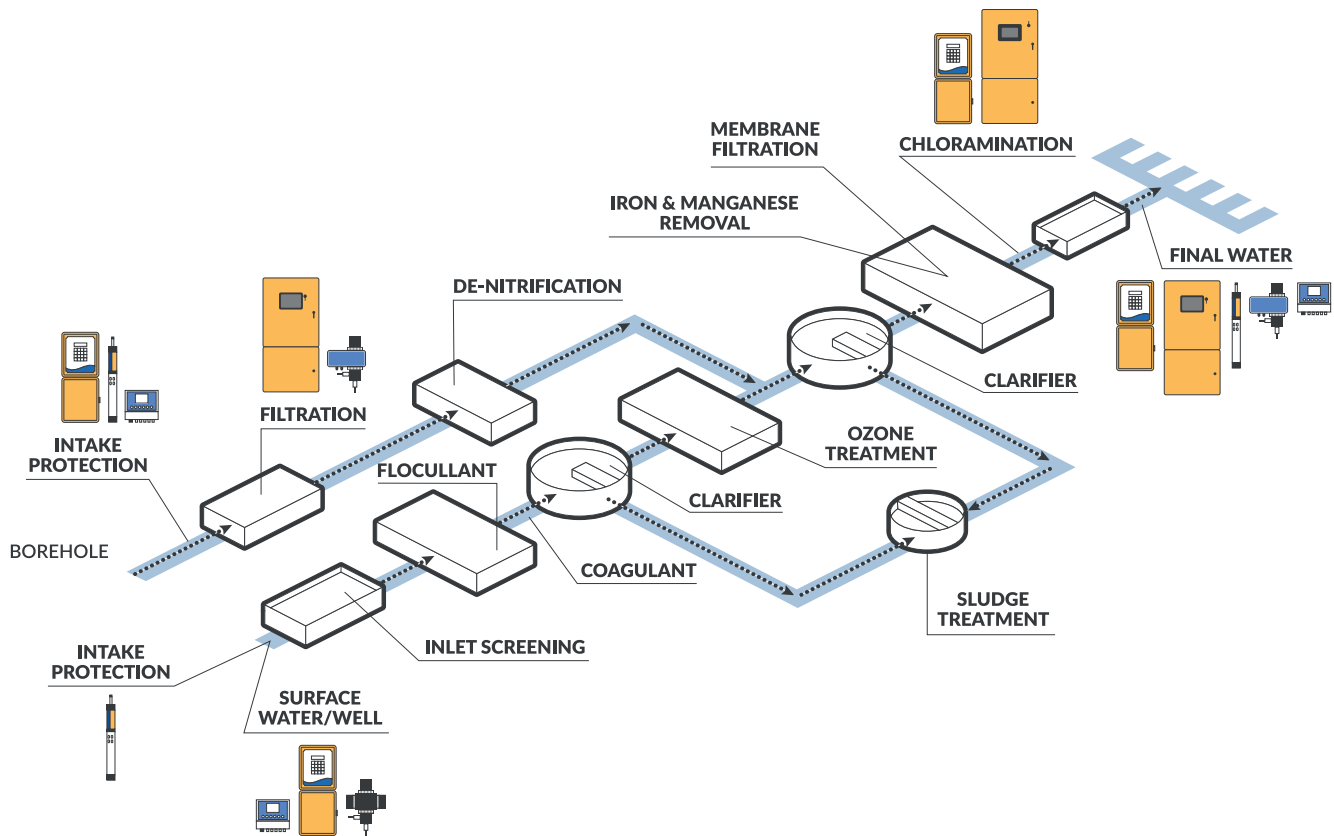 MEMBRANE
FILTRATION
CHLORAMINATION
IRON & MANGANESE
REMOVAL
FINAL WATER
DE-NITRIFICATION
CLARIFIER
FILTRATION
OZONE
TREATMENT
INTAKE
PROTECTION
FLOCULLANT
CLARIFIER
BOREHOLE
COAGULANT
SLUDGE
TREATMENT
INLET SCREENING
INTAKE
PROTECTION
SURFACE
WATER/WELL